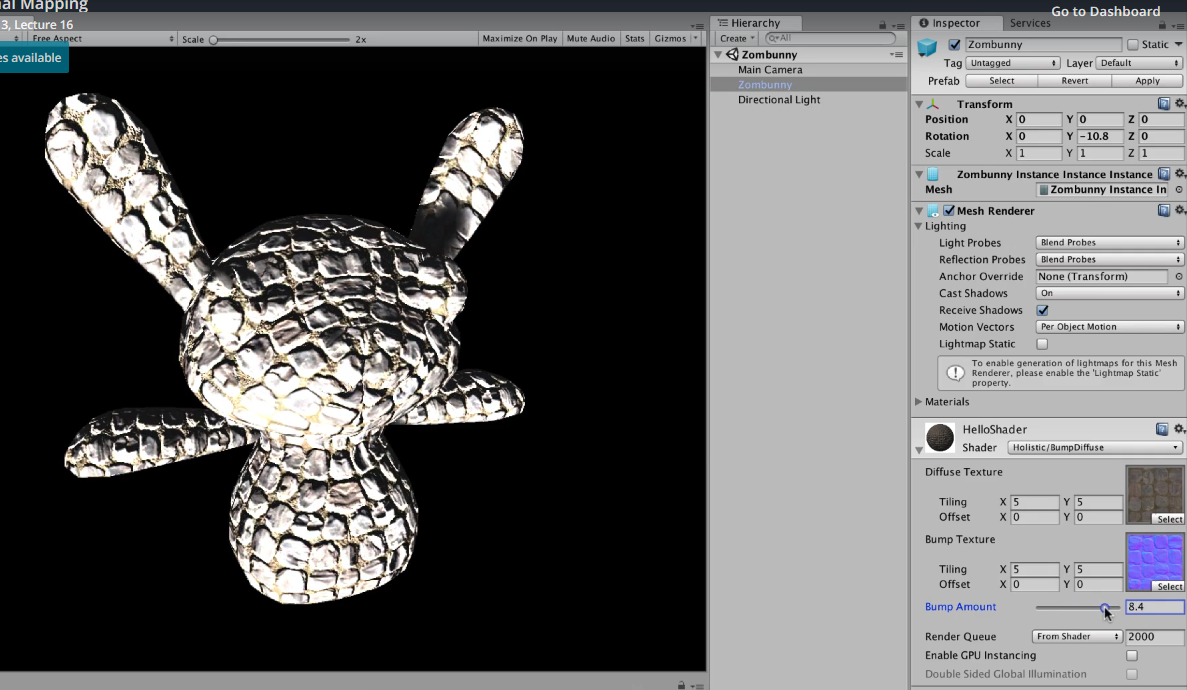 al Mapping
3, Lecture 16
Go to Dashboard
es available
Free Aspect
Scale
2x
Maximize On Play
Mute Audio
Stats
Gizmos
Hierarchy
Create
All
Zombunny
Main Camera
Zombunny
Directional Light
Inspector
Services
Zombunny
Static
Tag Untagged Layer Default
Prefab Select Revert Apply
Transform
Position X 0 Y 0 Z 0
Rotation X 0 Y -10.8 Z 0
Scale X 1 Y 1 Z 1
Zombunny Instance Instance Instance
Mesh Zombunny Instance In
Mesh Renderer
Lighting
Light Probes Blend Probes
Reflection Probes Blend Probes
Anchor Override None (Transform)
Cast Shadows On
Receive Shadows
Motion Vectors Per Object Motion
Lightmap Static
To enable generation of lightmaps for this Mesh
Renderer, please enable the 'Lightmap Static'
property.
Materials
HelloShader
Shader Holistic/BumpDiffuse
Diffuse Texture
Tiling X 5 Y 5
Offset X 0 Y 0
Select
Bump Texture
Tiling X 5 Y 5
Offset X 0 Y 0
Select
Bump Amount 8.4
Render Queue From Shader 2000
Enable GPU Instancing
Double Sided Global Illumination